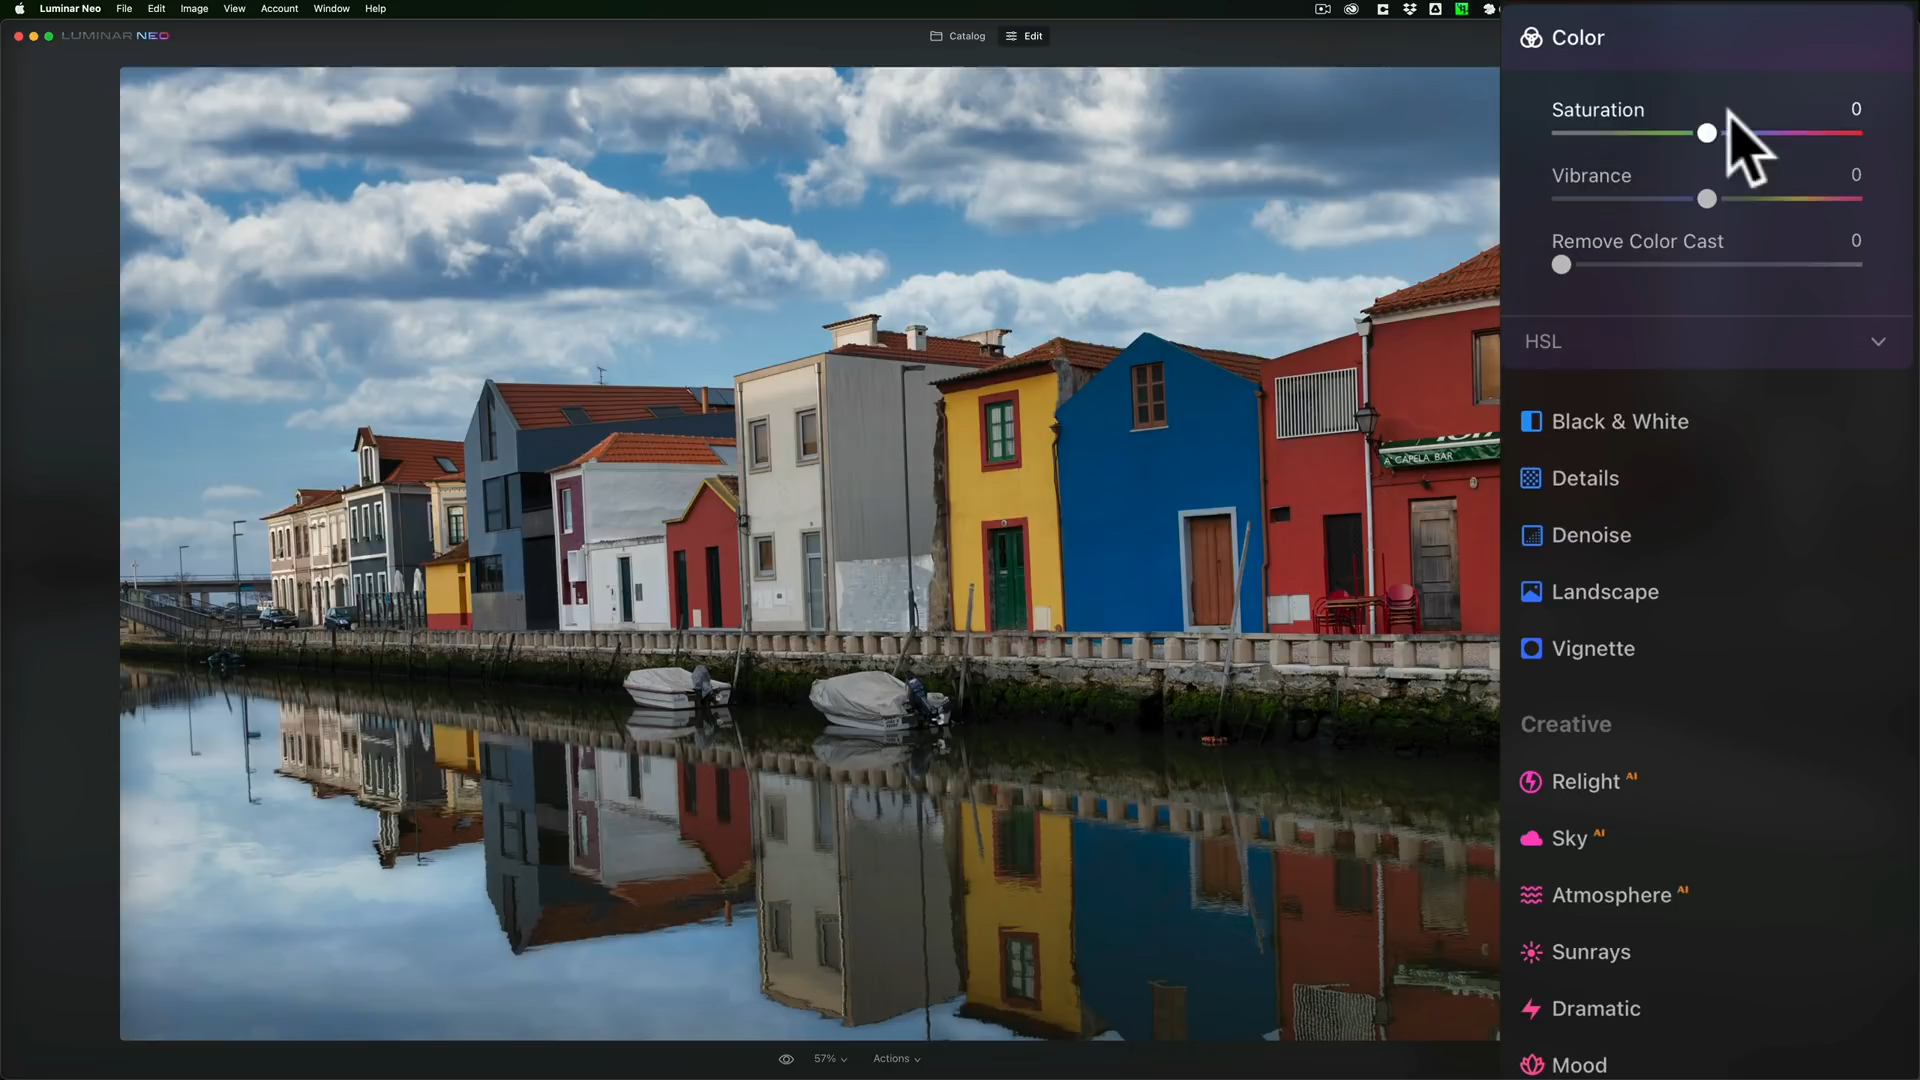 Luminar Neo File Edit Image View Account Window Help
LUMINAR NEO
Catalog Edit
Color
Saturation 0
Vibrance 0
Remove Color Cast 0
HSL
Black & White
Details
Denoise
Landscape
Vignette
Creative
Relight AI
Sky AI
Atmosphere AI
Sunrays
Dramatic
Mood
A CAPELA BAR
57% Actions